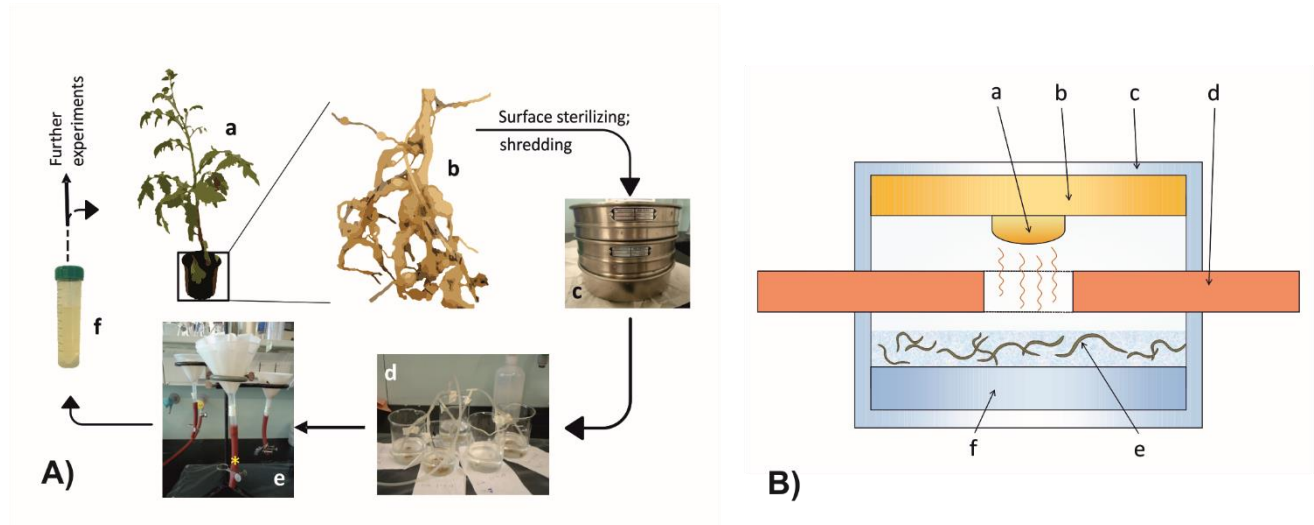 Further
experiments
a
b
Surface sterilizing;
shredding
c
d
e
*
f
A)
a
b
c
d
e
f
B)